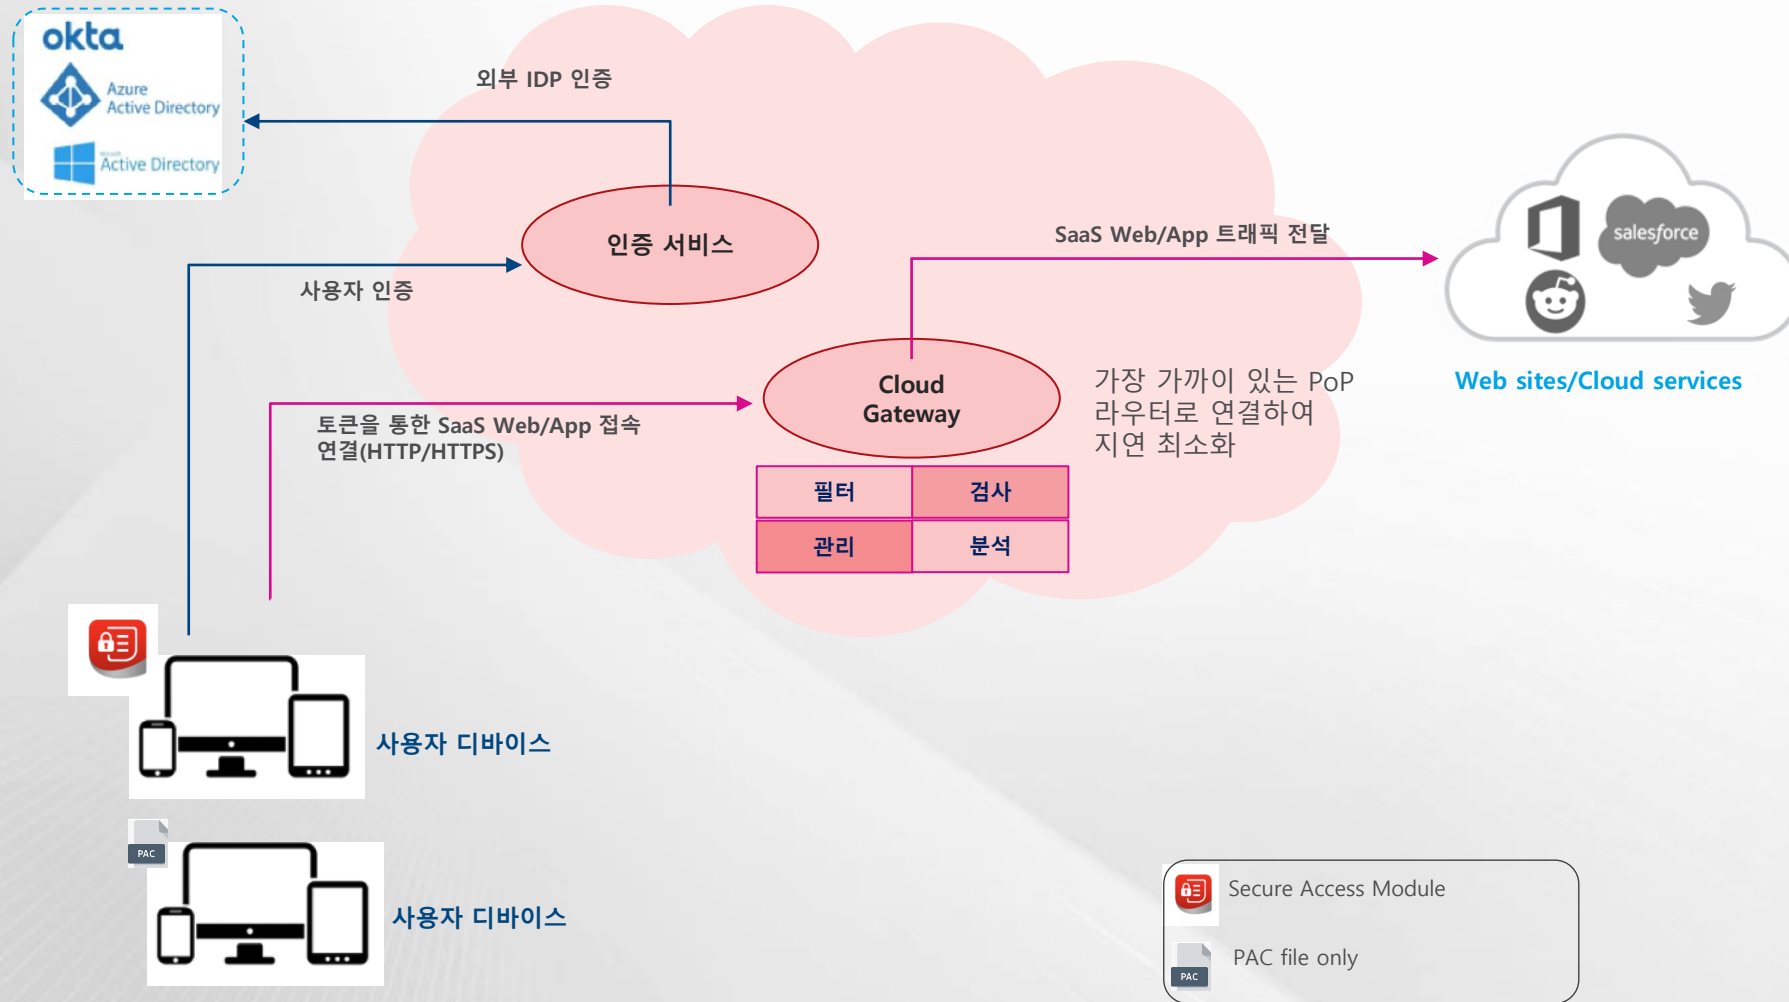 okta
Azure
Active Directory
Microsoft
Active Directory
외부 IDP 인증
인증 서비스
사용자 인증
SaaS Web/App 트래픽 전달
salesforce
Web sites/Cloud services
Cloud
Gateway
가장 가까이 있는 PoP
라우터로 연결하여
지연 최소화
토큰을 통한 SaaS Web/App 접속
연결(HTTP/HTTPS)
필터 검사
관리 분석
사용자 디바이스
PAC
사용자 디바이스
Secure Access Module
PAC
PAC file only